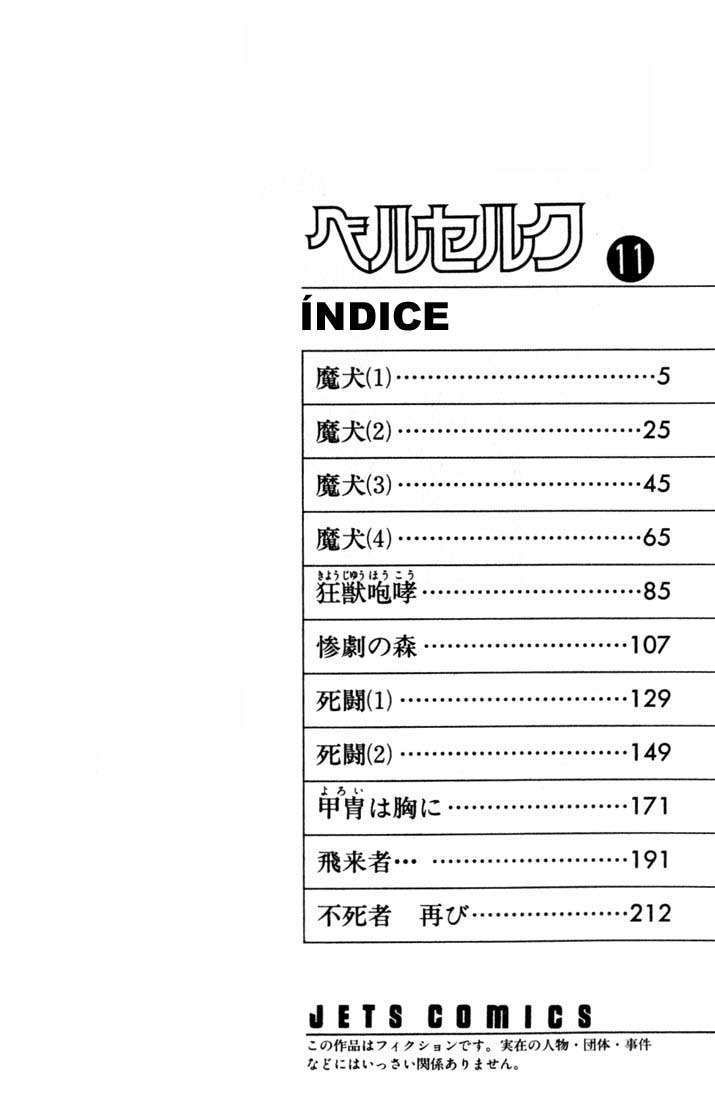 ベルセルク 11
ÍNDICE
魔犬(1)……………………………5
魔犬(2)……………………………25
魔犬(3)……………………………45
魔犬(4)……………………………65
きょうじゅうほうこう
狂獣咆哮…………………………85
惨劇の森………………………107
死闘(1)…………………………129
死闘(2)…………………………149
よろい
甲冑は胸に……………………171
飛来者… ………………………191
不死者 再び…………………212
JETS COMICS
この作品はフィクションです。実在の人物・団体・事件
などにはいっさい関係ありません。